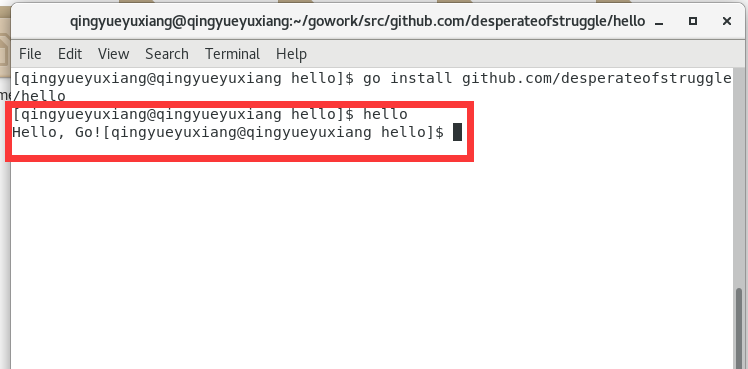 qingyueyuxiang@qingyueyuxiang:~/gowork/src/github.com/desperateofstruggle/hello
File Edit View Search Terminal Help
[qingyueyuxiang@qingyueyuxiang hello]$ go install github.com/desperateofstruggle
/hello
[qingyueyuxiang@qingyueyuxiang hello]$ hello
Hello, Go![qingyueyuxiang@qingyueyuxiang hello]$